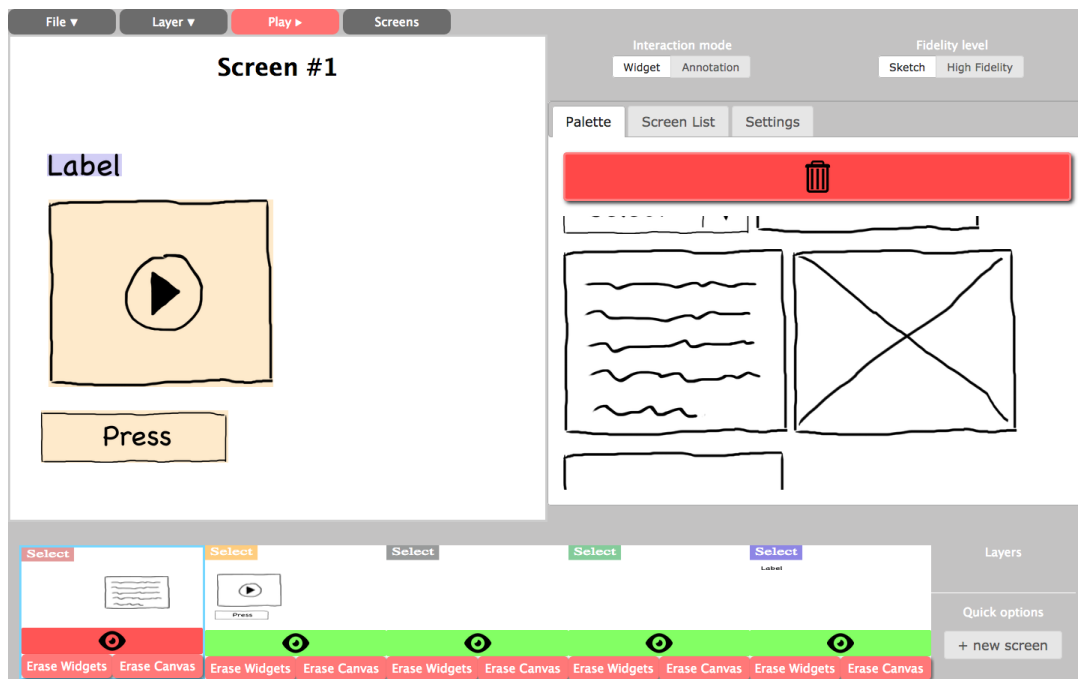 File ▾ Layer ▾ Play ▸ Screens
Interaction mode Fidelity level
Widget Annotation Sketch High Fidelity
Screen #1
Palette Screen List Settings
Label
Press
Select Select Select Select Select
Label
Press
Layers
Quick options
+ new screen
Erase Widgets Erase Canvas Erase Widgets Erase Canvas Erase Widgets Erase Canvas Erase Widgets Erase Canvas Erase Widgets Erase Canvas